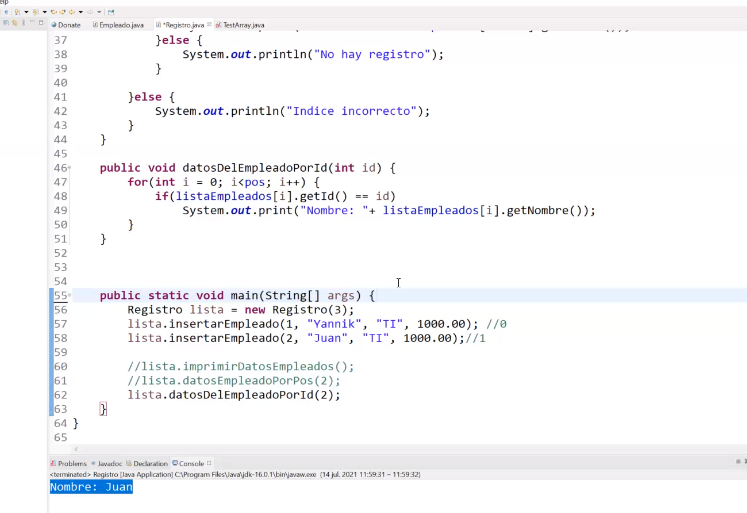 elp
Donate Empleado.java *Registro.java TestArray.java
37 }else {
38 System.out.println("No hay registro");
39 }
40
41 }else {
42 System.out.println("Indice incorrecto");
43 }
44 }
45
46 public void datosDelEmpleadoPorId(int id) {
47 for(int i = 0; i<pos; i++) {
48 if(listaEmpleados[i].getId() == id)
49 System.out.print("Nombre: "+ listaEmpleados[i].getNombre());
50 }
51 }
52
53
54
55 public static void main(String[] args) {
56 Registro lista = new Registro(3);
57 lista.insertarEmpleado(1, "Yannik", "TI", 1000.00); //0
58 lista.insertarEmpleado(2, "Juan", "TI", 1000.00);//1
59
60 //lista.imprimirDatosEmpleados();
61 //lista.datosEmpleadoPorPos(2);
62 lista.datosDelEmpleadoPorId(2);
63 }
64 }
65
Problems Javadoc Declaration Console
<terminated> Registro [Java Application] C:\Program Files\Java\jdk-16.0.1\bin\javaw.exe (14 jul. 2021 11:59:31 – 11:59:32)
Nombre: Juan